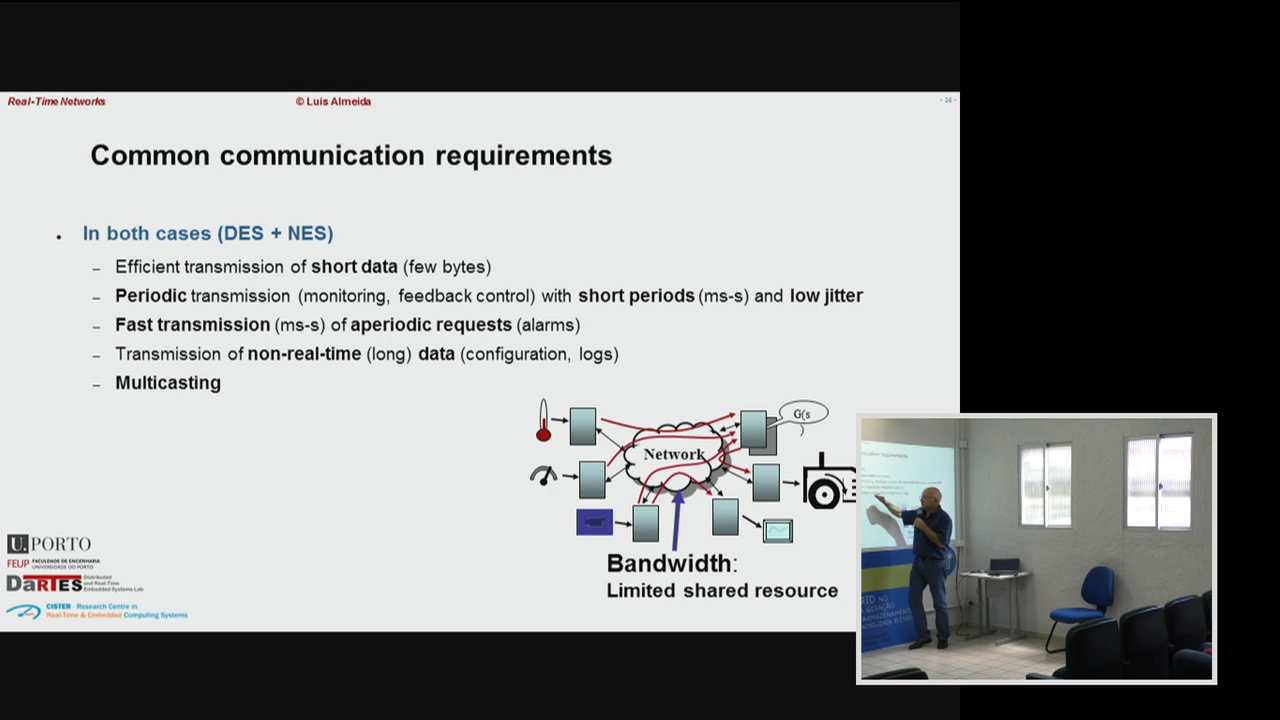 Real-Time Networks
© Luis Almeida
Common communication requirements
In both cases (DES + NES)
– Efficient transmission of short data (few bytes)
– Periodic transmission (monitoring, feedback control) with short periods (ms-s) and low jitter
– Fast transmission (ms-s) of aperiodic requests (alarms)
– Transmission of non-real-time (long) data (configuration, logs)
– Multicasting
G(s
Network
Bandwidth:
Limited shared resource
U.PORTO
FEUP FACULDADE DE ENGENHARIA
UNIVERSIDADE DO PORTO
DaRTES Distributed
and Real-Time
Embedded Systems Lab
CISTER - Research Centre in
Real-Time & Embedded Computing Systems